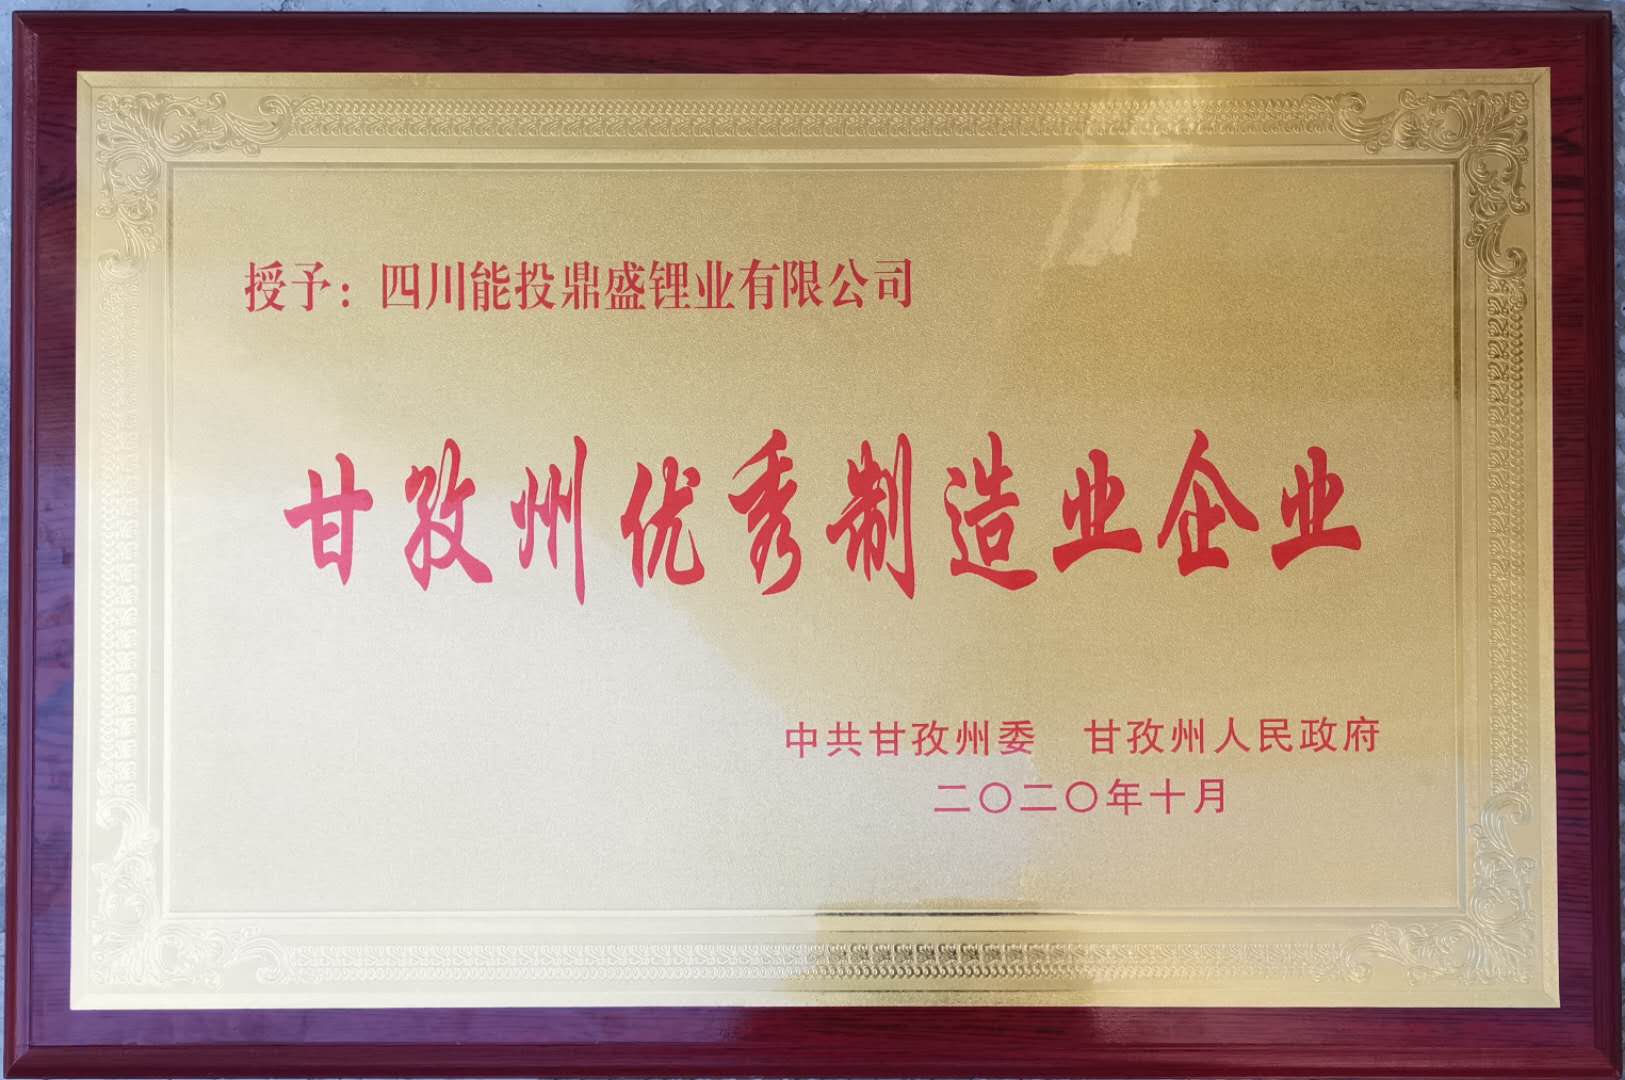 授予：四川能投鼎盛锂业有限公司
甘孜州优秀制造业企业
中共甘孜州委　甘孜州人民政府
二〇二〇年十月